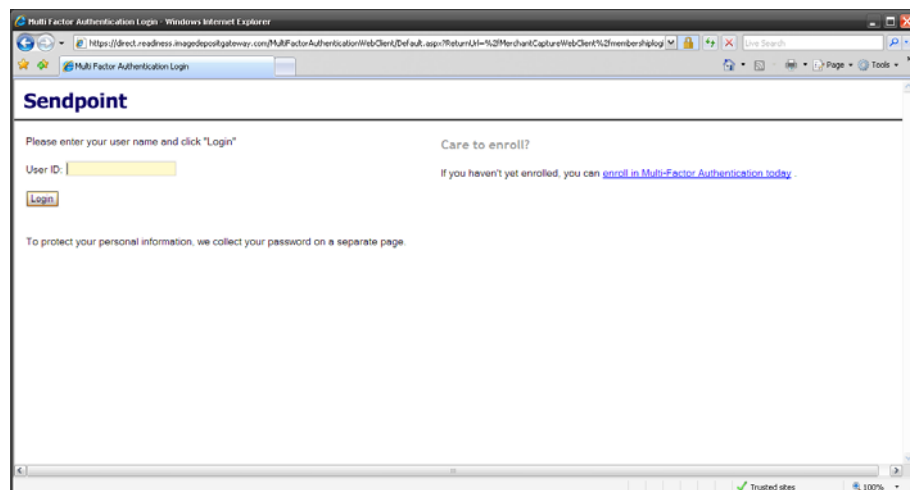 Multi Factor Authentication Login - Windows Internet Explorer
https://direct.readiness.imagedepositgateway.com/MultiFactorAuthenticationWebClient/Default.aspx?ReturnUrl=%2fMerchantCaptureWebClient%2fmembershiplogi
Live Search
Multi Factor Authentication Login
Page
Tools
Sendpoint
Please enter your user name and click "Login"
Care to enroll?
User ID:
If you haven't yet enrolled, you can enroll in Multi-Factor Authentication today .
Login
To protect your personal information, we collect your password on a separate page.
Trusted sites
100%